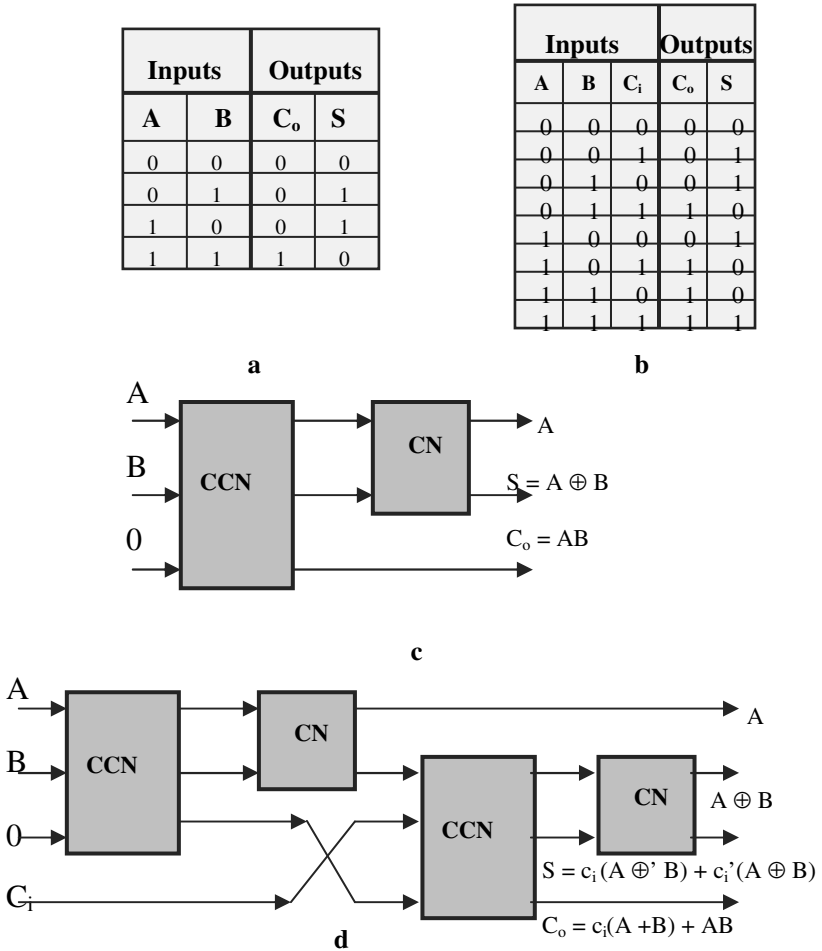 Inputs Outputs
A B Cₒ S
0 0 0 0
0 1 0 1
1 0 0 1
1 1 1 0
a
Inputs Outputs
A B Cᵢ Cₒ S
0 0 0 0 0
0 0 1 0 1
0 1 0 0 1
0 1 1 1 0
1 0 0 0 1
1 0 1 1 0
1 1 0 1 0
1 1 1 1 1
b
A
B
0
CCN
CN
A
S = A ⊕ B
Cₒ = AB
c
A
B
0
Cᵢ
CCN
CN
CCN
CN
A
A ⊕ B
S = cᵢ(A ⊕’ B) + cᵢ’(A ⊕ B)
Cₒ = cᵢ(A +B) + AB
d